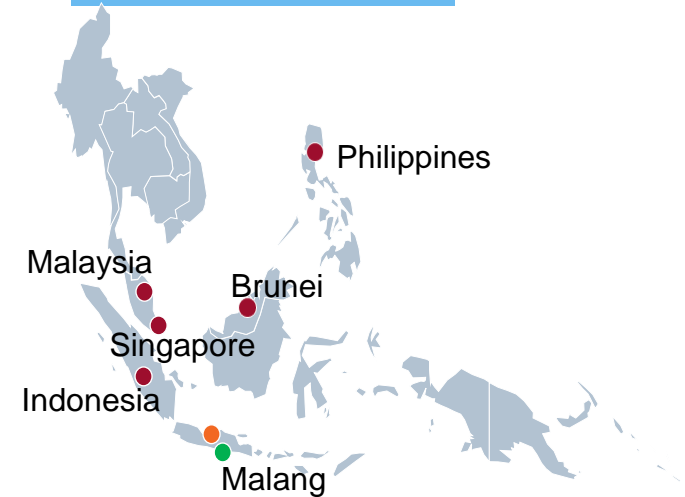 Philippines
Malaysia
Brunei
Singapore
Indonesia
Malang